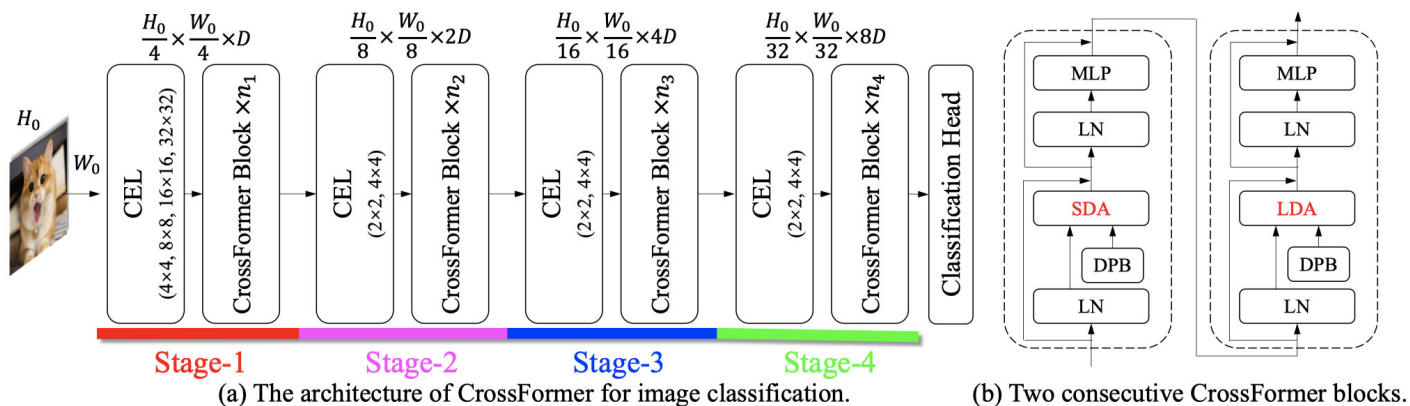 H₀/4 × W₀/4 × D
H₀/8 × W₀/8 × 2D
H₀/16 × W₀/16 × 4D
H₀/32 × W₀/32 × 8D
H₀
W₀
CEL
(4×4, 8×8, 16×16, 32×32)
CrossFormer Block ×n₁
CEL
(2×2, 4×4)
CrossFormer Block ×n₂
CEL
(2×2, 4×4)
CrossFormer Block ×n₃
CEL
(2×2, 4×4)
CrossFormer Block ×n₄
Classification Head
Stage-1
Stage-2
Stage-3
Stage-4
(a) The architecture of CrossFormer for image classification.
MLP
LN
SDA
DPB
LN
MLP
LN
LDA
DPB
LN
(b) Two consecutive CrossFormer blocks.